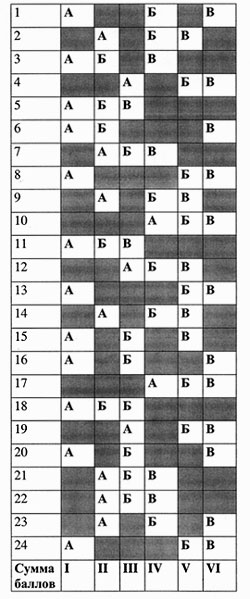 1 А Б В
2 А Б В
3 А Б В
4 А Б В
5 А Б В
6 А Б В
7 А Б В
8 А Б В
9 А Б В
10 А Б В
11 А Б В
12 А Б В
13 А Б В
14 А Б В
15 А Б В
16 А Б В
17 А Б В
18 А Б Б
19 А Б В
20 А Б В
21 А Б В
22 А Б В
23 А Б В
24 А Б В
Сумма баллов I II III IV V VI